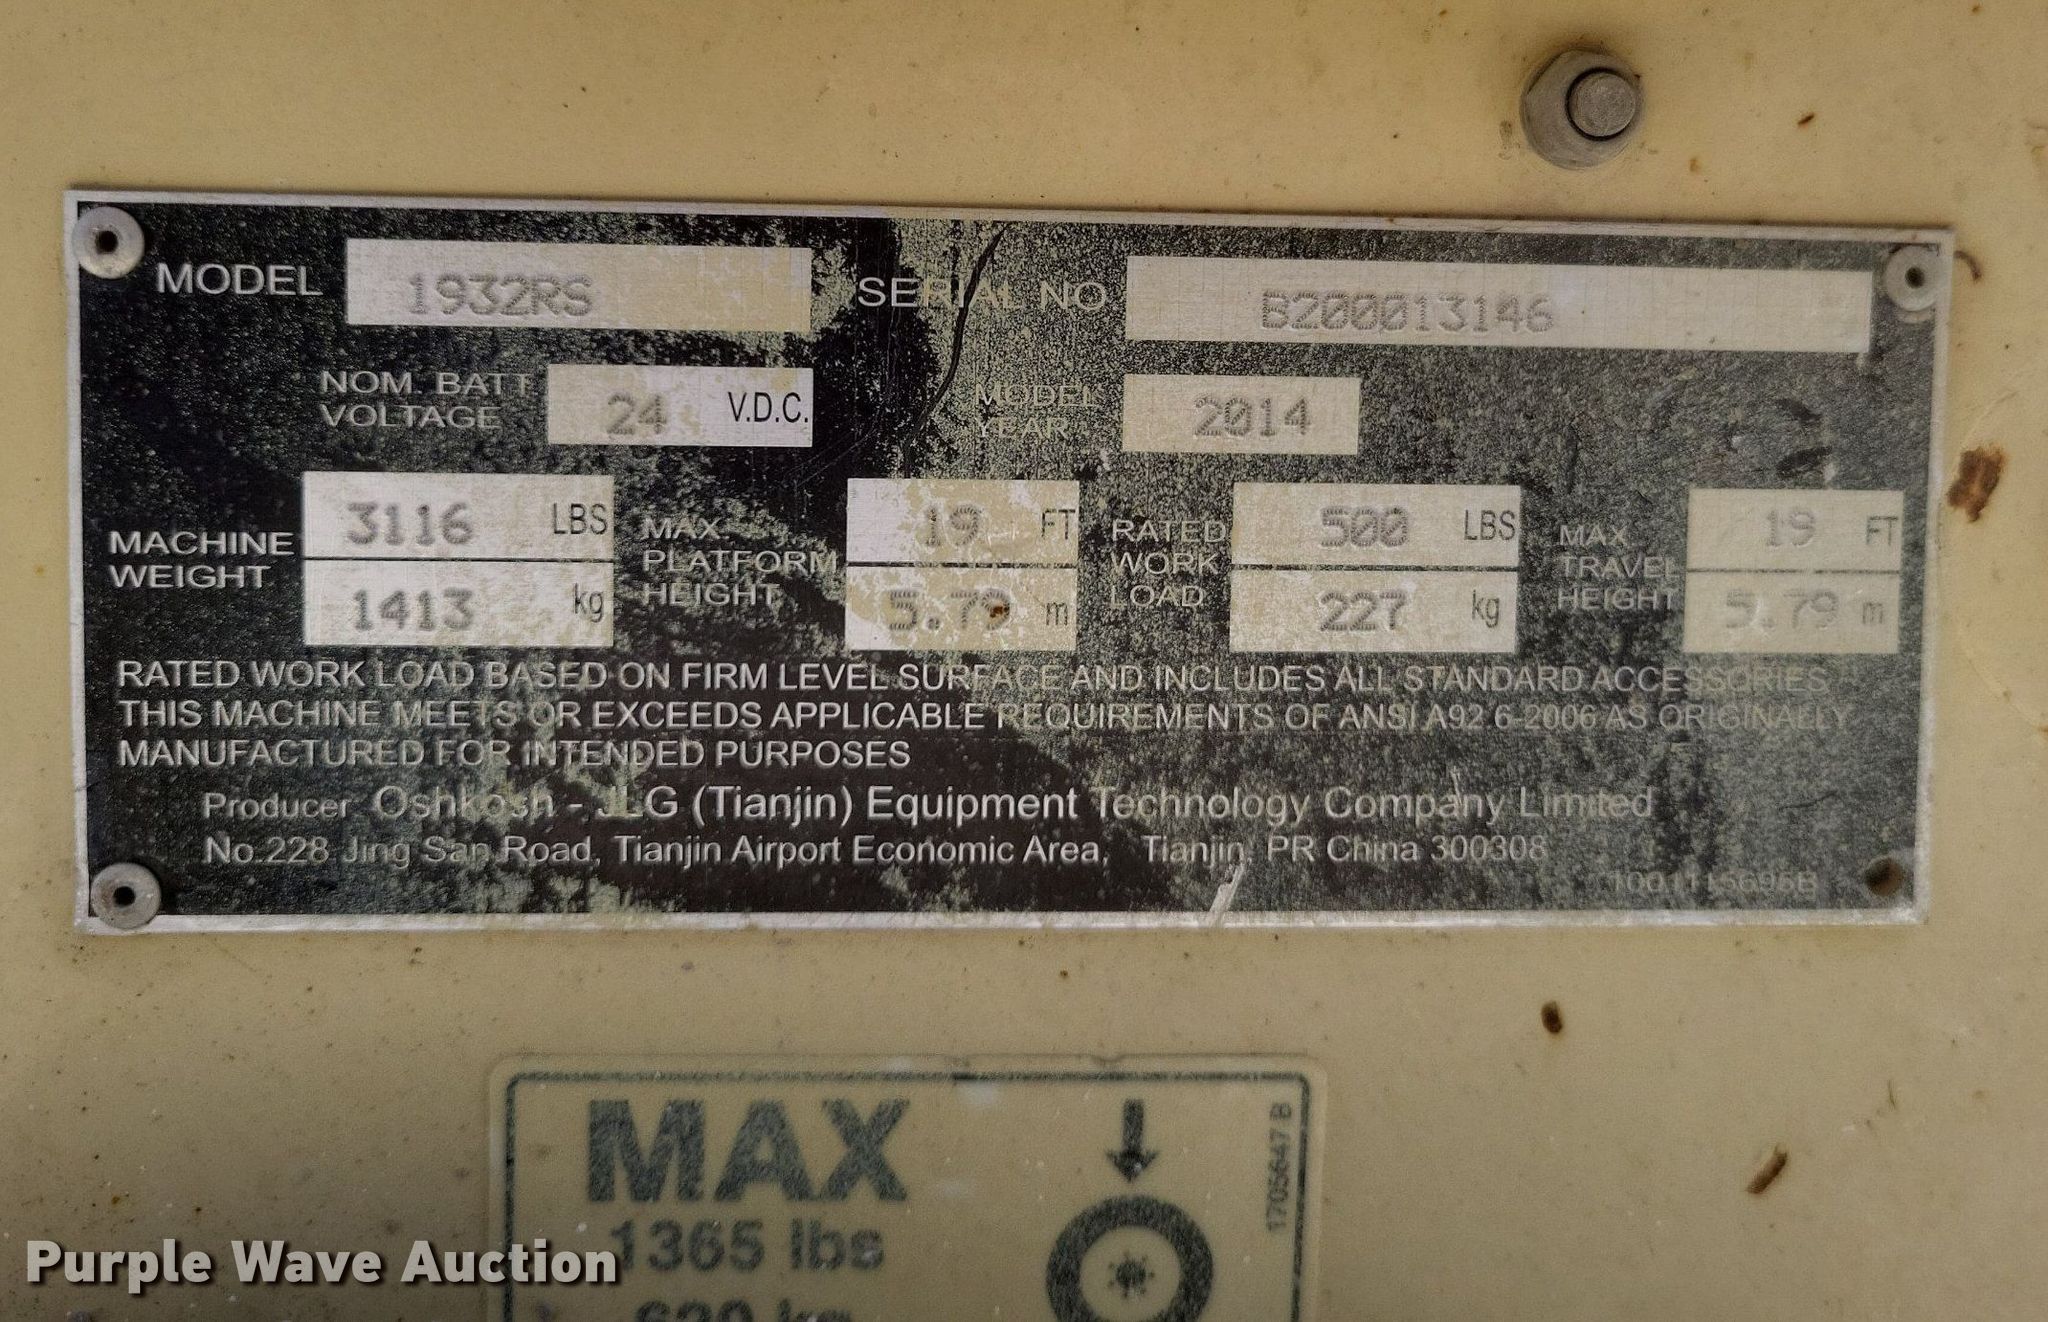 MODEL 1932RS SERIAL NO B200013146
NOM. BATT VOLTAGE 24 V.D.C. MODEL YEAR 2014
MACHINE WEIGHT 3116 LBS 1413 kg MAX. PLATFORM HEIGHT 19 FT 5.79 m RATED WORK LOAD 500 LBS 227 kg MAX TRAVEL HEIGHT 19 FT 5.79 m
RATED WORK LOAD BASED ON FIRM LEVEL SURFACE AND INCLUDES ALL STANDARD ACCESSORIES
THIS MACHINE MEETS OR EXCEEDS APPLICABLE REQUIREMENTS OF ANSI A92.6-2006 AS ORIGINALLY
MANUFACTURED FOR INTENDED PURPOSES
Producer Oshkosh - JLG (Tianjin) Equipment Technology Company Limited
No.228 Jing San Road, Tianjin Airport Economic Area, Tianjin, PR China 300308
MAX
1365 lbs
kg
1705647 B
Purple Wave Auction